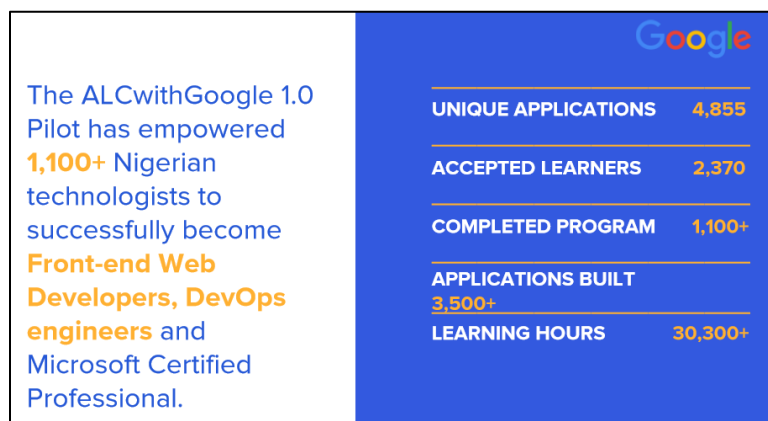 The ALCwithGoogle 1.0
Pilot has empowered
1,100+ Nigerian
technologists to
successfully become
Front-end Web
Developers, DevOps
engineers and
Microsoft Certified
Professional.
Google
UNIQUE APPLICATIONS 4,855
ACCEPTED LEARNERS 2,370
COMPLETED PROGRAM 1,100+
APPLICATIONS BUILT
3,500+
LEARNING HOURS 30,300+